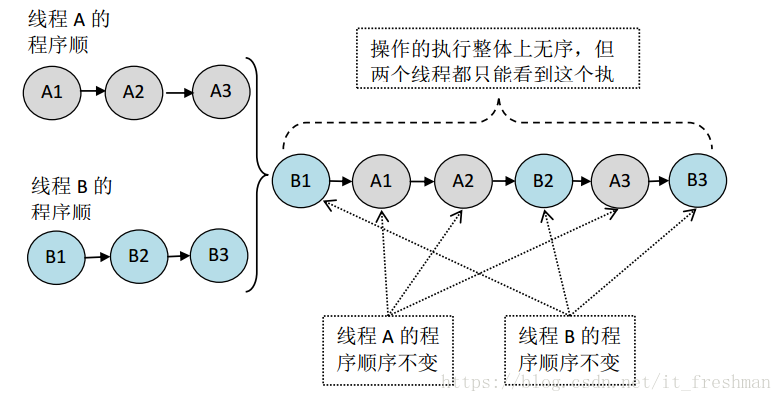 线程 A 的
程序顺
A1
A2
A3
线程 B 的
程序顺
B1
B2
B3
操作的执行整体上无序，但
两个线程都只能看到这个执
B1
A1
A2
B2
A3
B3
线程 A 的程
序顺序不变
线程 B 的程
序顺序不变
https://blog.csdn.net/it_freshman